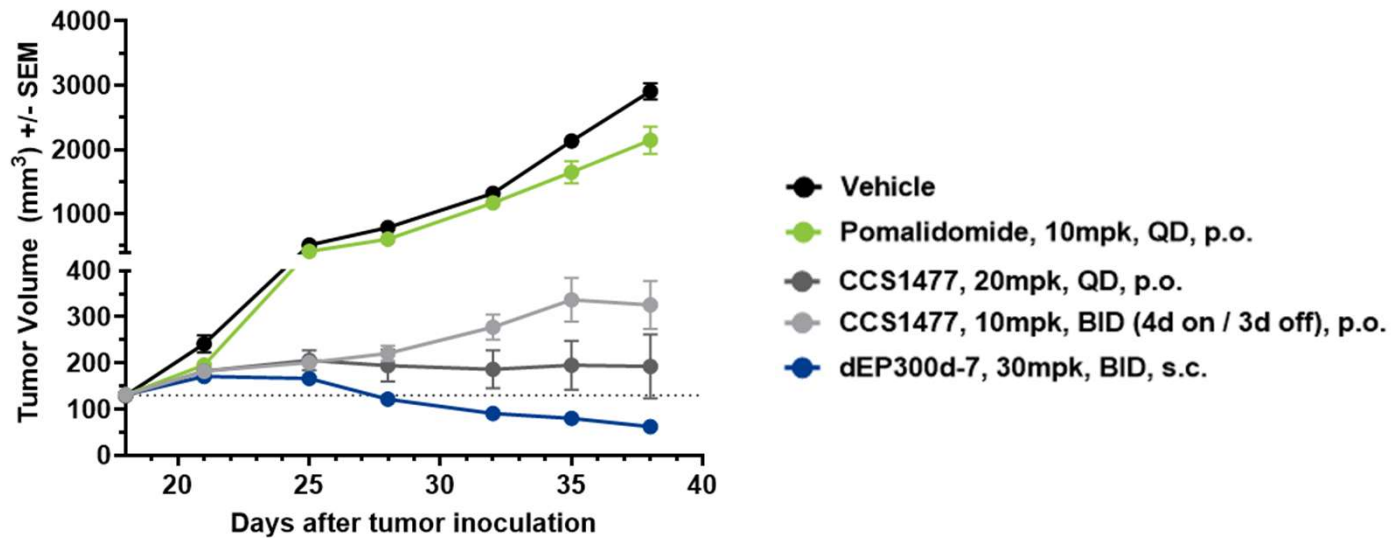 Tumor Volume (mm3) +/- SEM
4000
3000
2000
1000
400
300
200
100
0
20 25 30 35 40
Days after tumor inoculation
Vehicle
Pomalidomide, 10mpk, QD, p.o.
CCS1477, 20mpk, QD, p.o.
CCS1477, 10mpk, BID (4d on / 3d off), p.o.
dEP300d-7, 30mpk, BID, s.c.